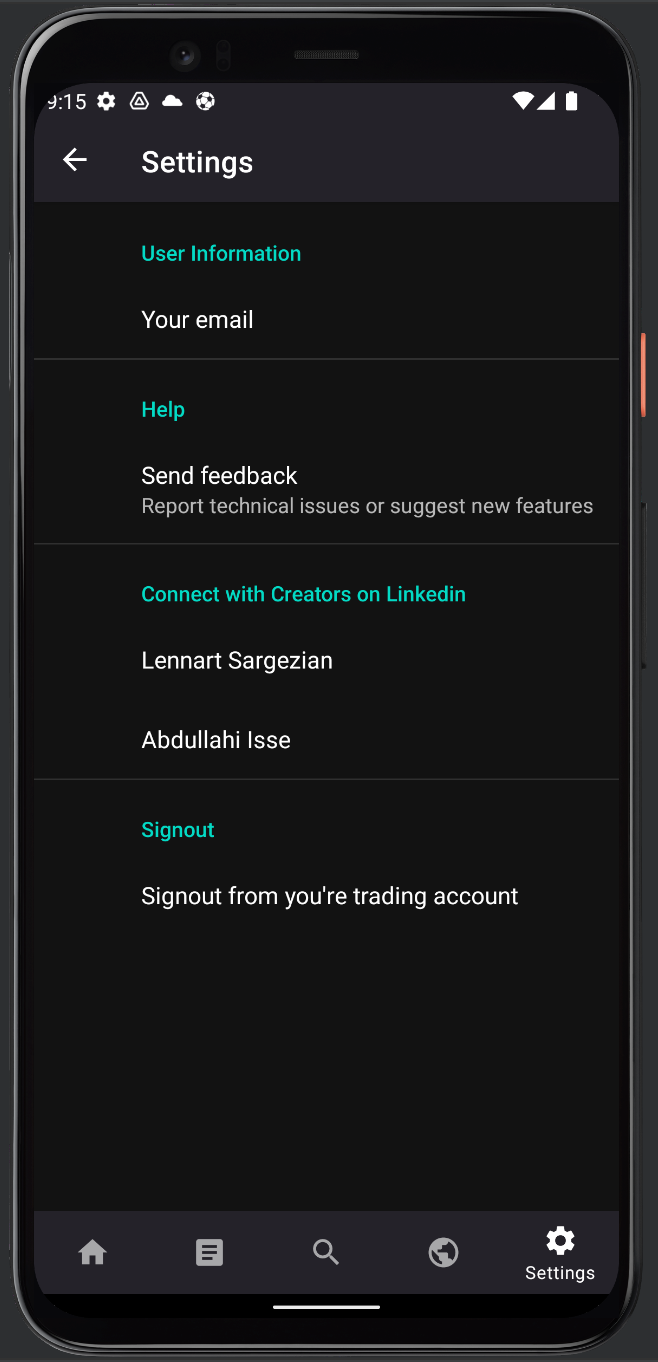 9:15
Settings
User Information
Your email
Help
Send feedback
Report technical issues or suggest new features
Connect with Creators on Linkedin
Lennart Sargezian
Abdullahi Isse
Signout
Signout from you're trading account
Settings